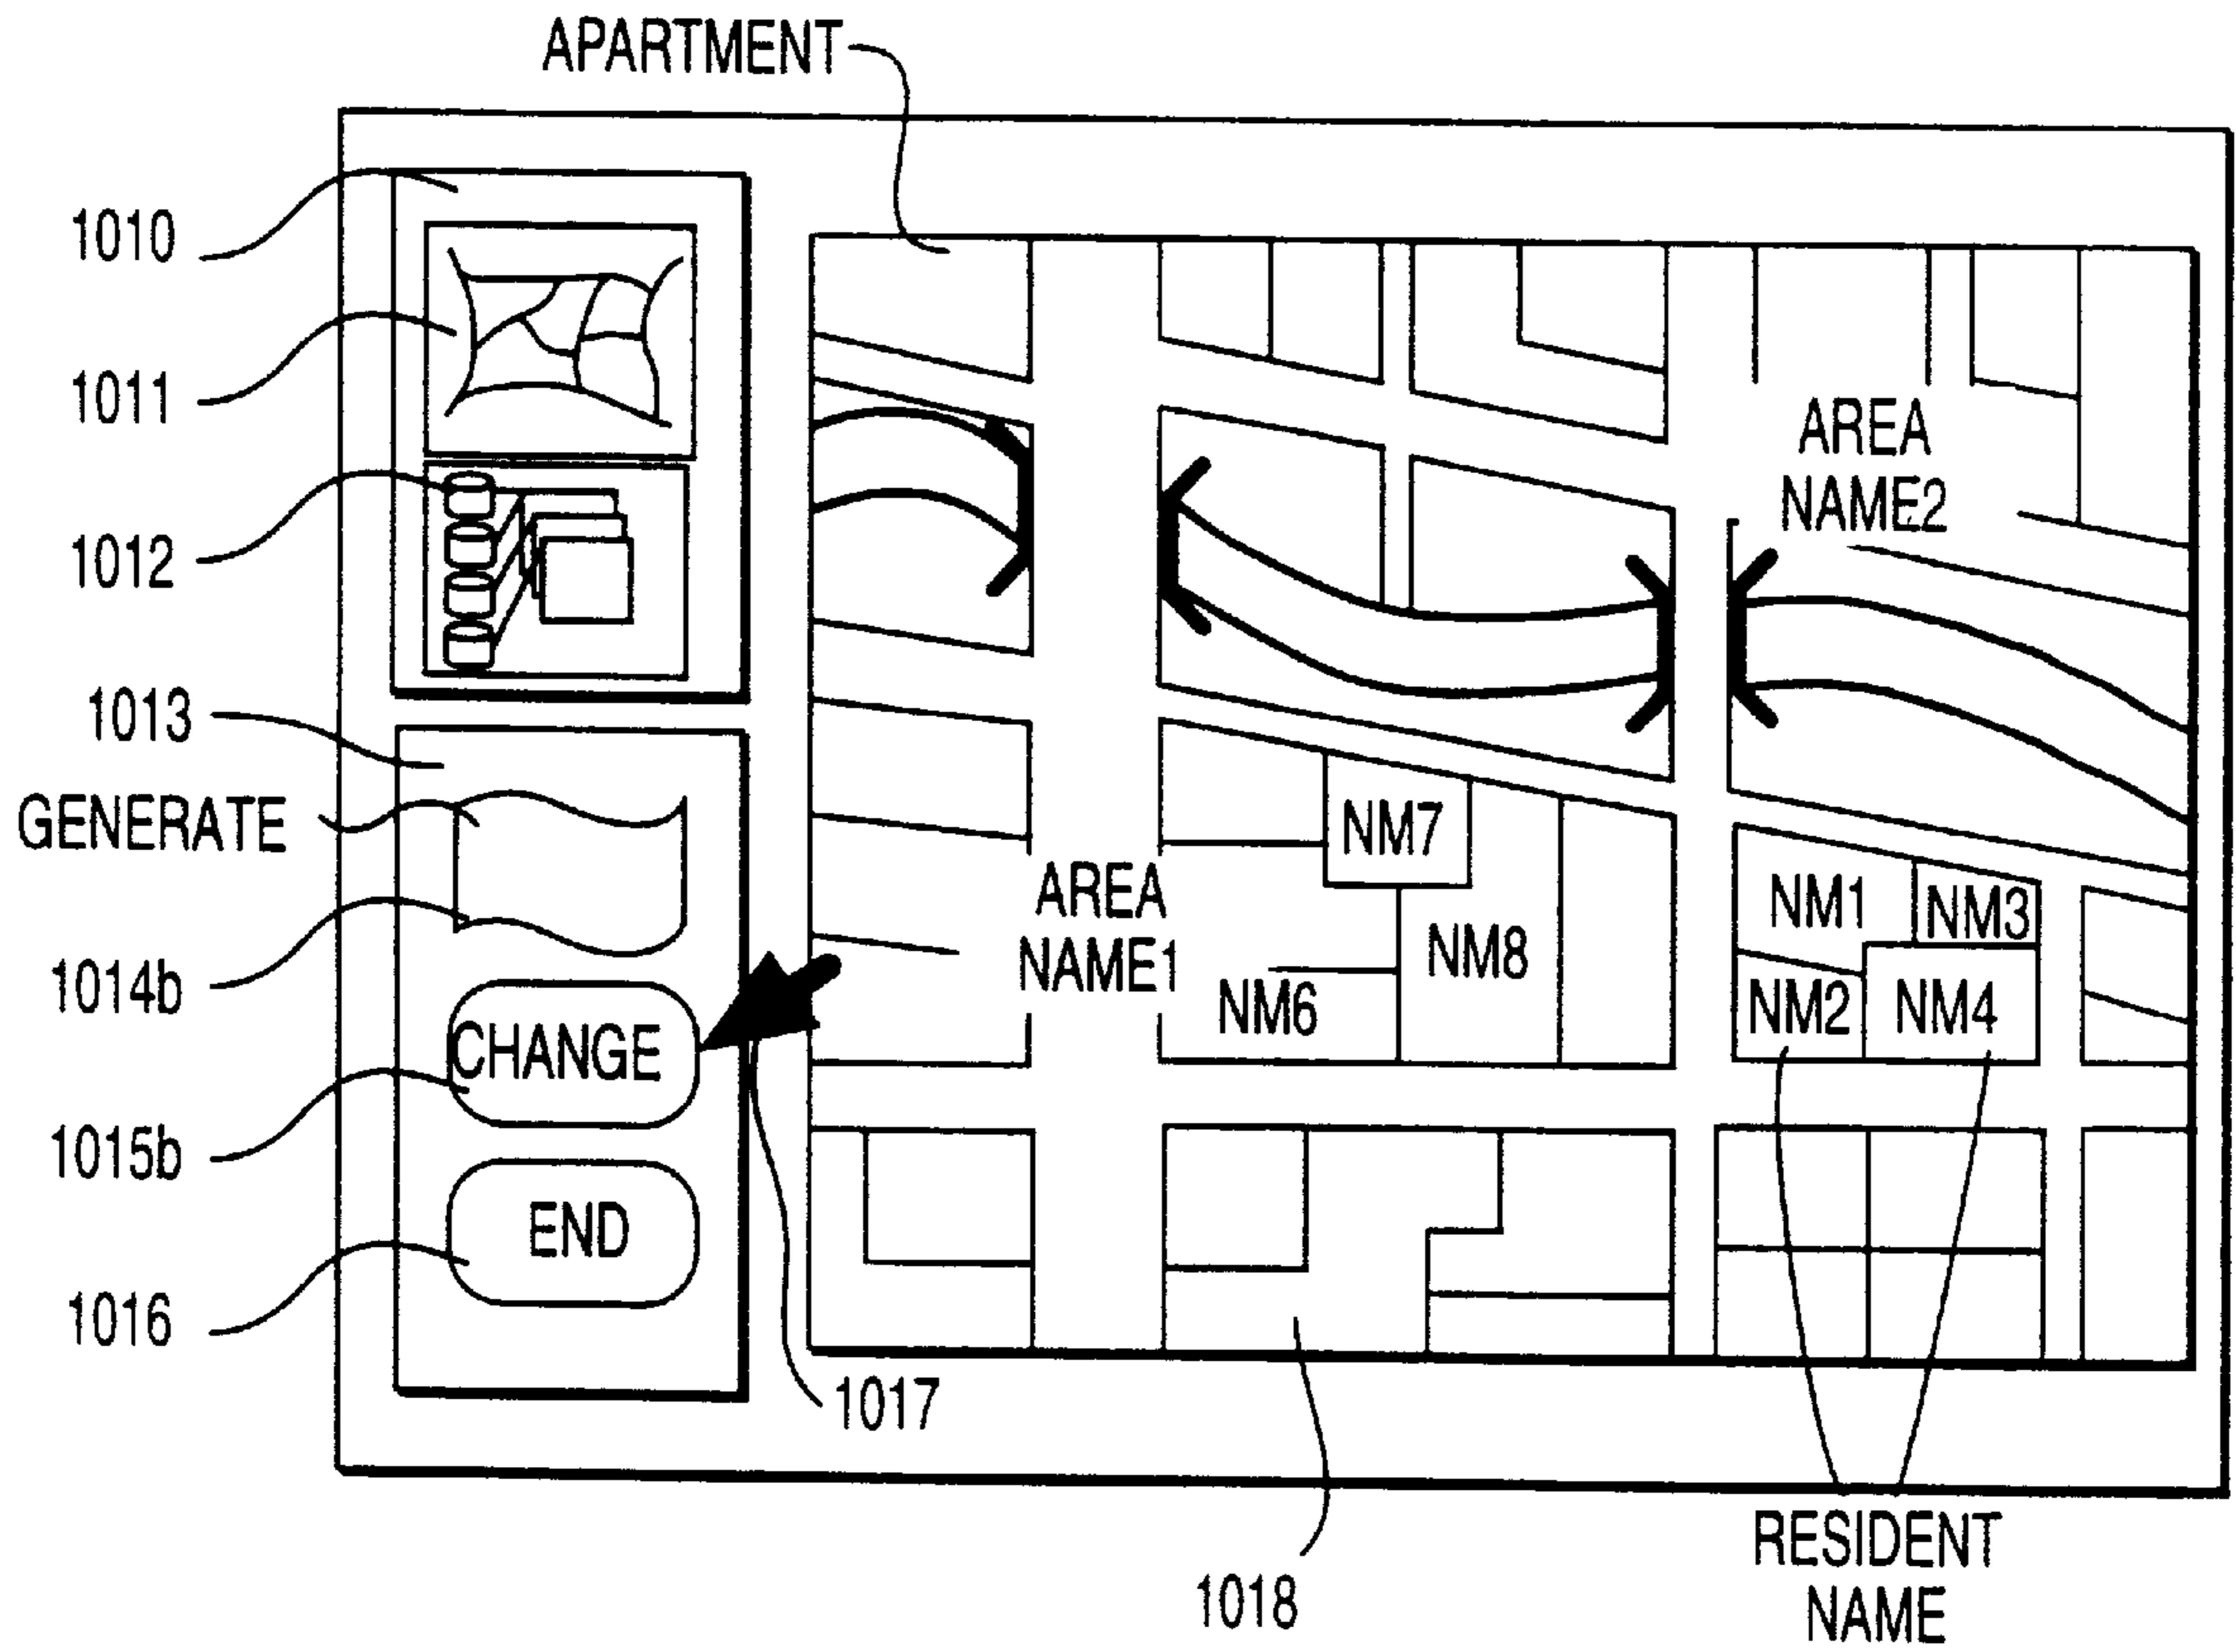 APARTMENT
1010
1011
1012
1013
GENERATE
1014b
CHANGE
1015b
END
1016
1017
AREA
NAME2
AREA
NAME1
NM7
NM8
NM6
NM1
NM3
NM2
NM4
1018
RESIDENT
NAME